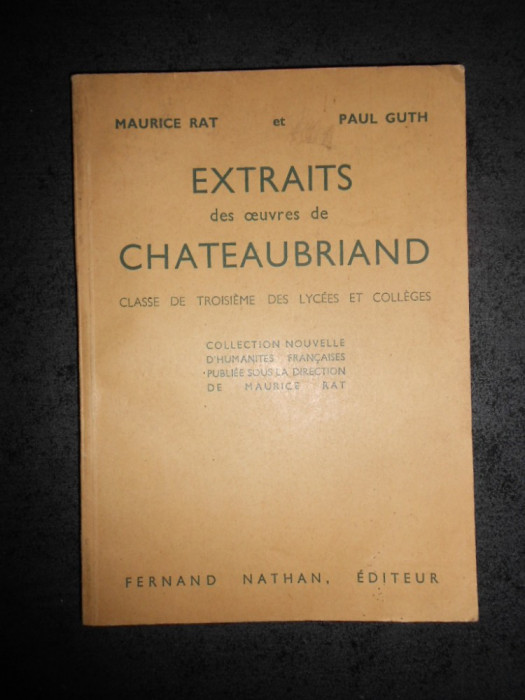 MAURICE RAT et PAUL GUTH
EXTRAITS
des œuvres de
CHATEAUBRIAND
CLASSE DE TROISIÈME DES LYCÉES ET COLLÈGES
COLLECTION NOUVELLE
D'HUMANITÉS FRANÇAISES
PUBLIÉE SOUS LA DIRECTION
DE MAURICE RAT
FERNAND NATHAN, ÉDITEUR